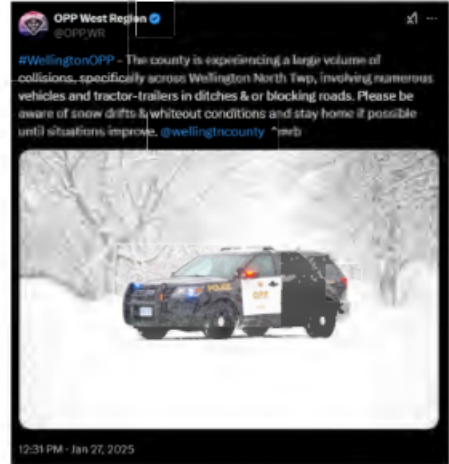 OPP West Region
@OPP_WR
#WellingtonOPP - The county is experiencing a large volume of
collisions, specifically across Wellington North Twp, involving numerous
vehicles and tractor-trailers in ditches & or blocking roads. Please be
aware of snow drifts & whiteout conditions and stay home if possible
until situations improve. @wellingtncounty ^mrb
POLICE
OPP
12:31 PM · Jan 27, 2025